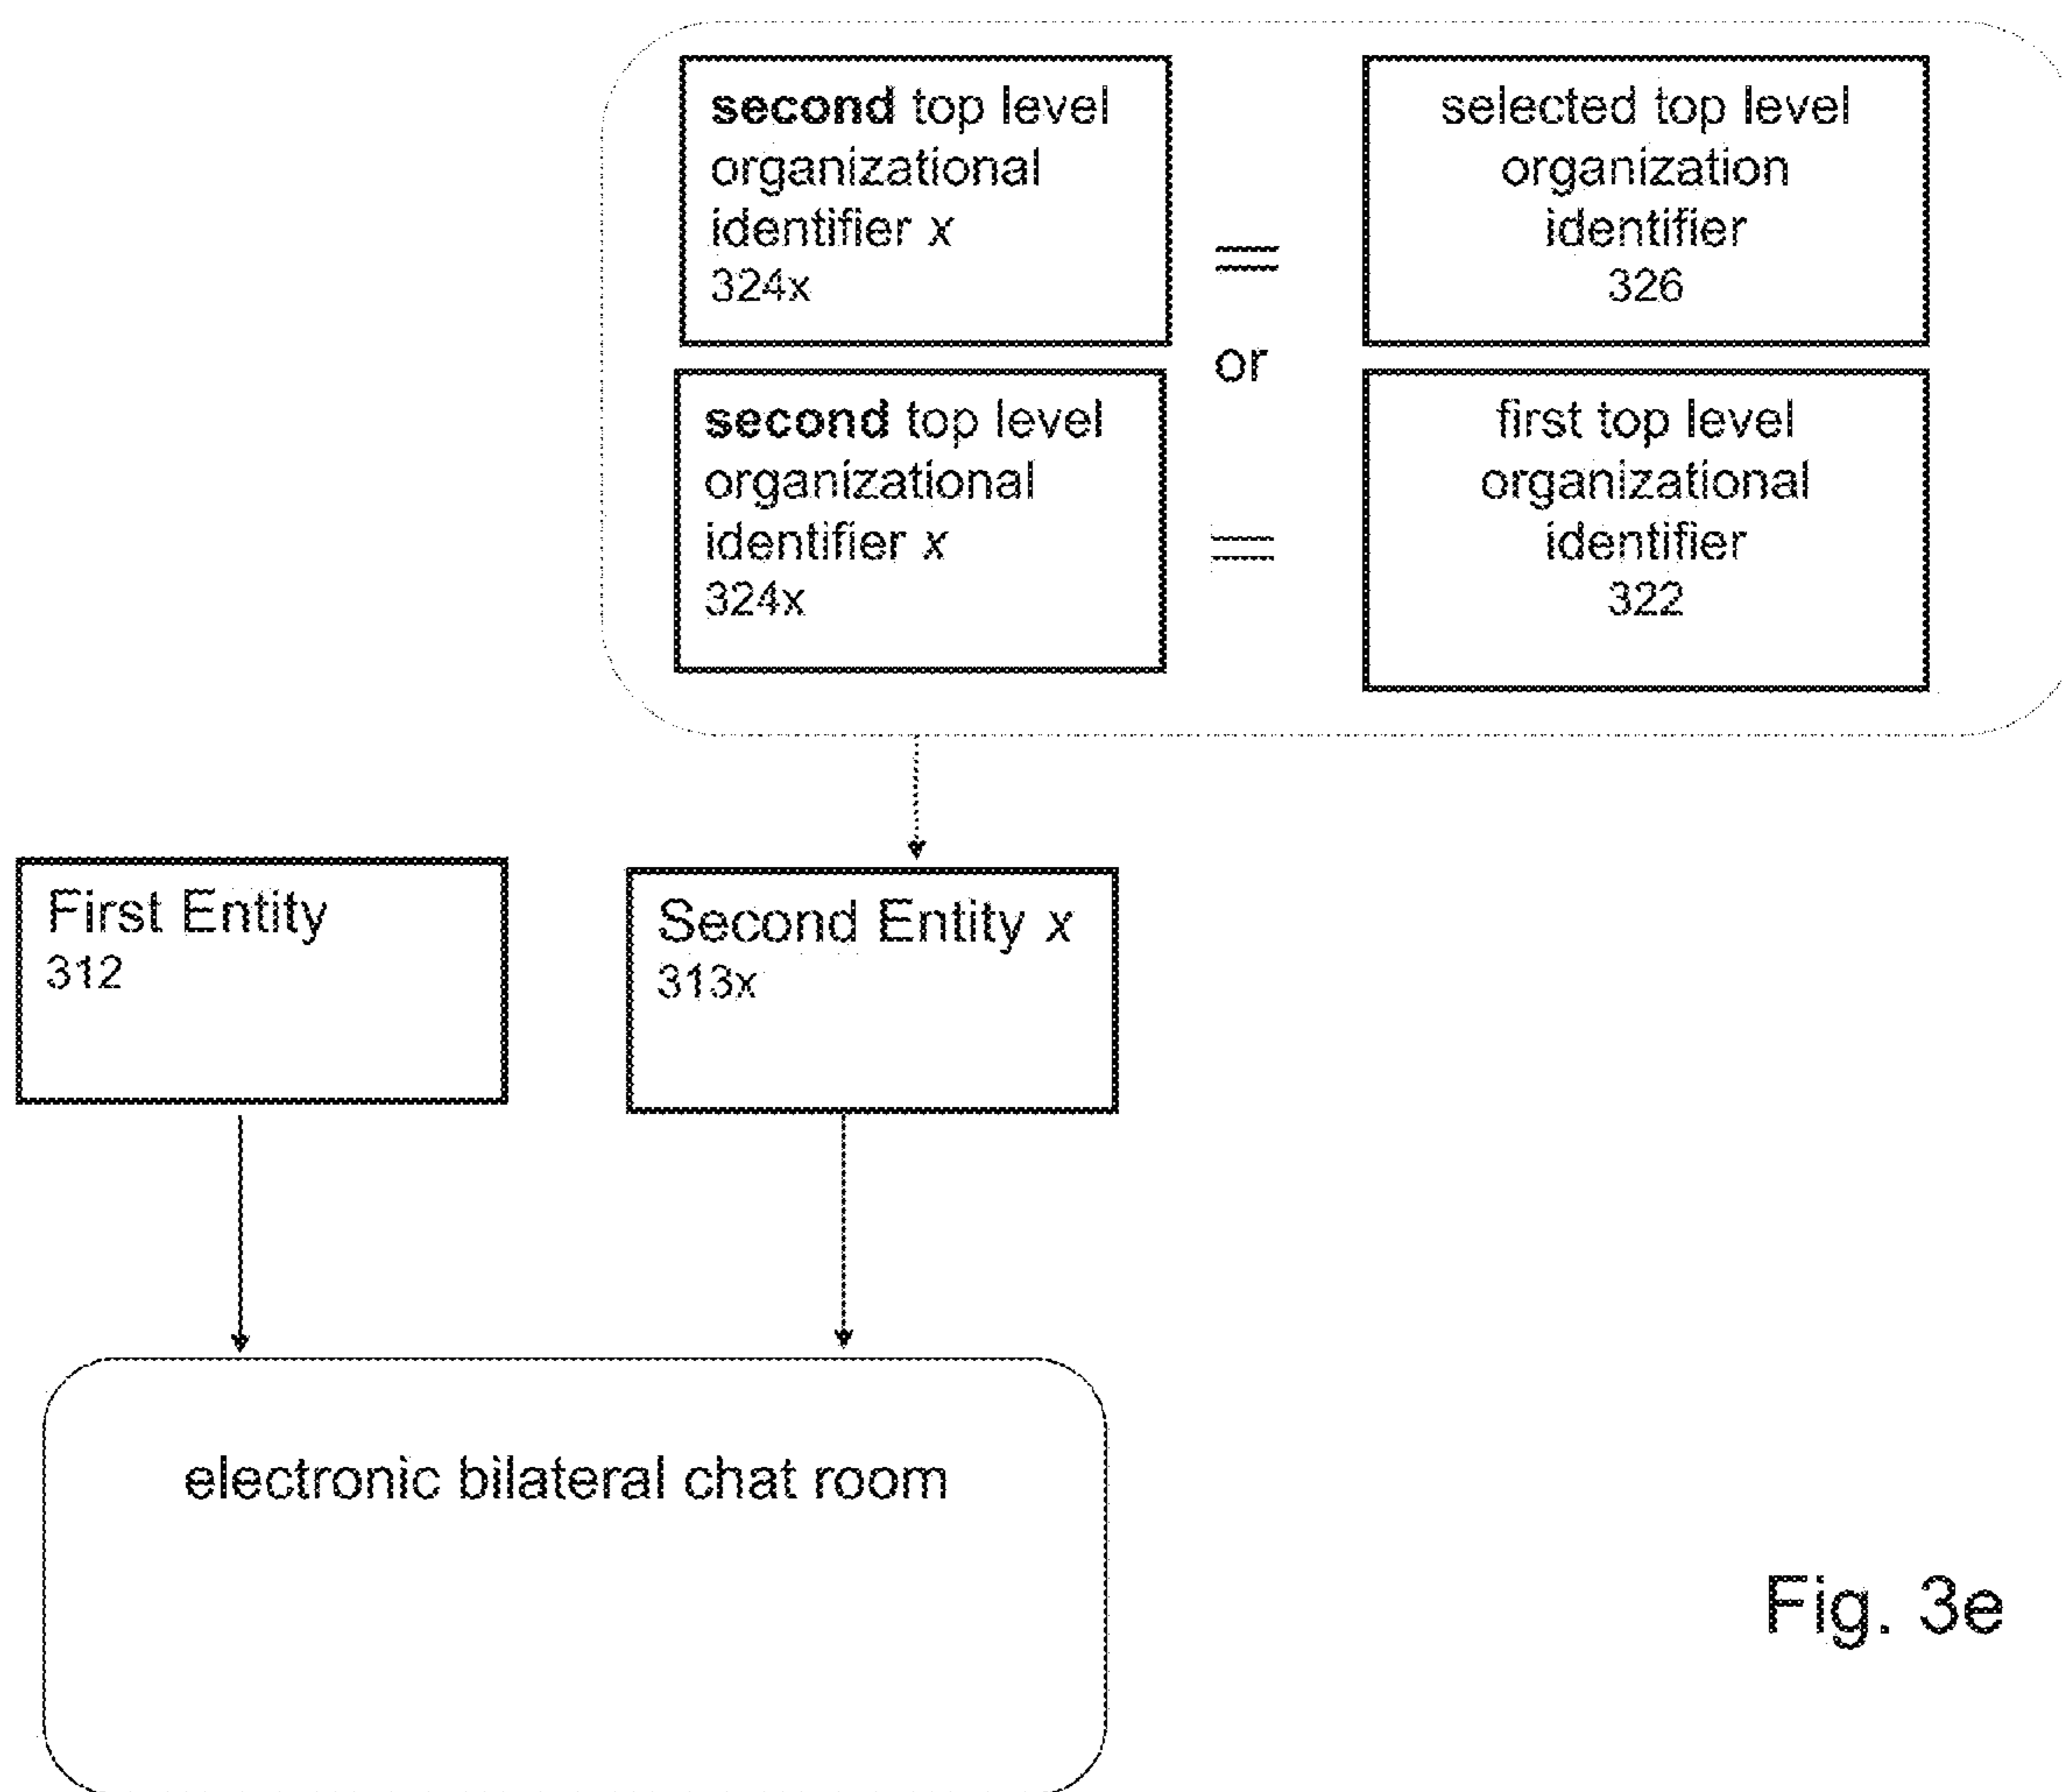 second top level
organizational
identifier x
324x
=
selected top level
organization
identifier
326
or
second top level
organizational
identifier x
324x
=
first top level
organizational
identifier
322
First Entity
312
Second Entity x
313x
electronic bilateral chat room
Fig. 3e